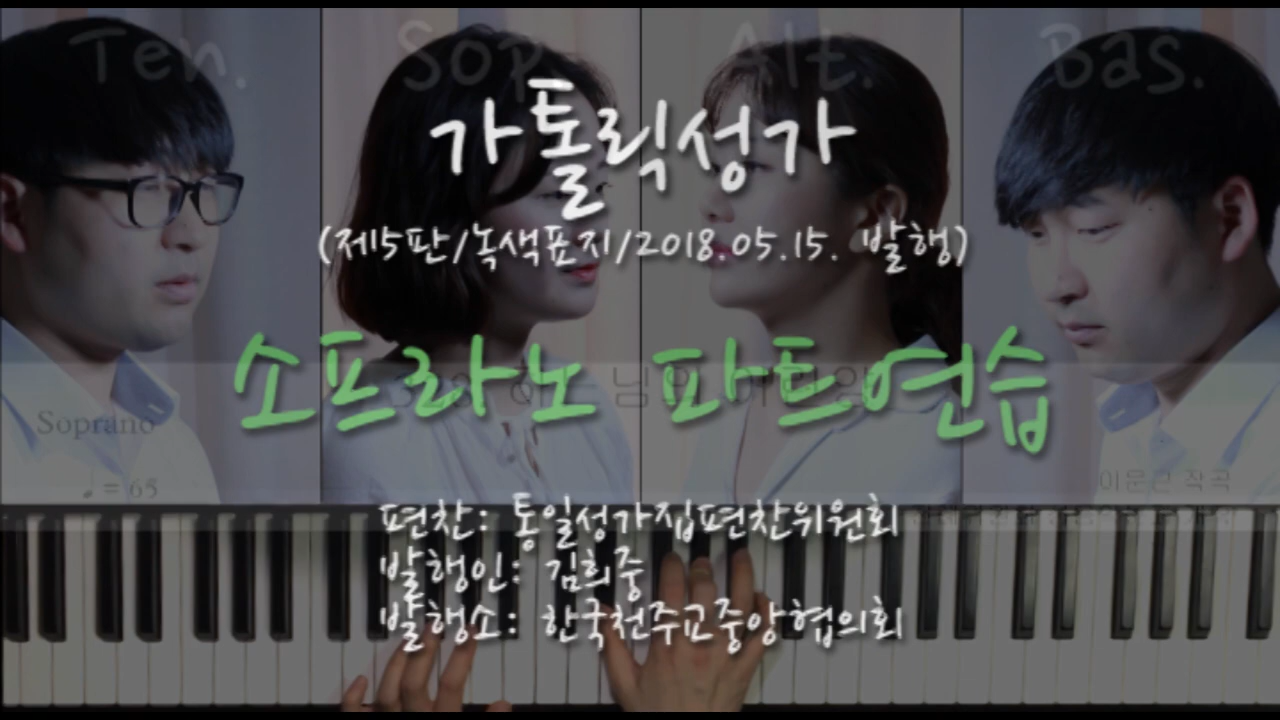 Ten.
Sop.
Alt.
Bas.
가톨릭성가
(제15판/녹색표지/2018.05.15. 발행)
소프라노 파트연습
Soprano
♩ = 65
이문근 작곡
편찬: 통일성가집편찬위원회
발행인: 김희중
발행소: 한국천주교중앙협의회